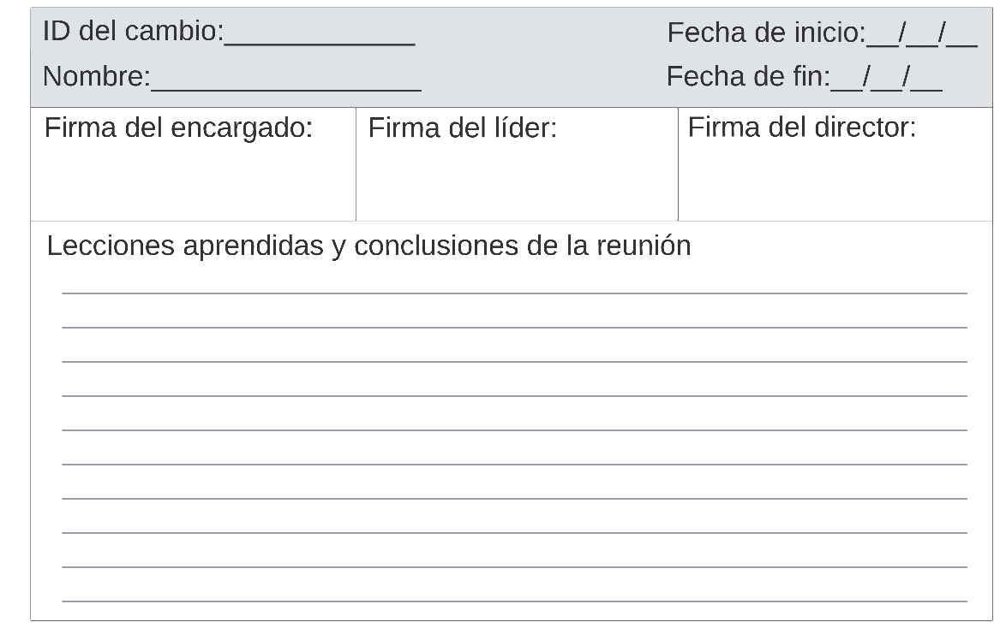 ID del cambio:____________
Fecha de inicio:__/__/__
Nombre:_________________
Fecha de fin:__/__/__
Firma del encargado:
Firma del líder:
Firma del director:
Lecciones aprendidas y conclusiones de la reunión